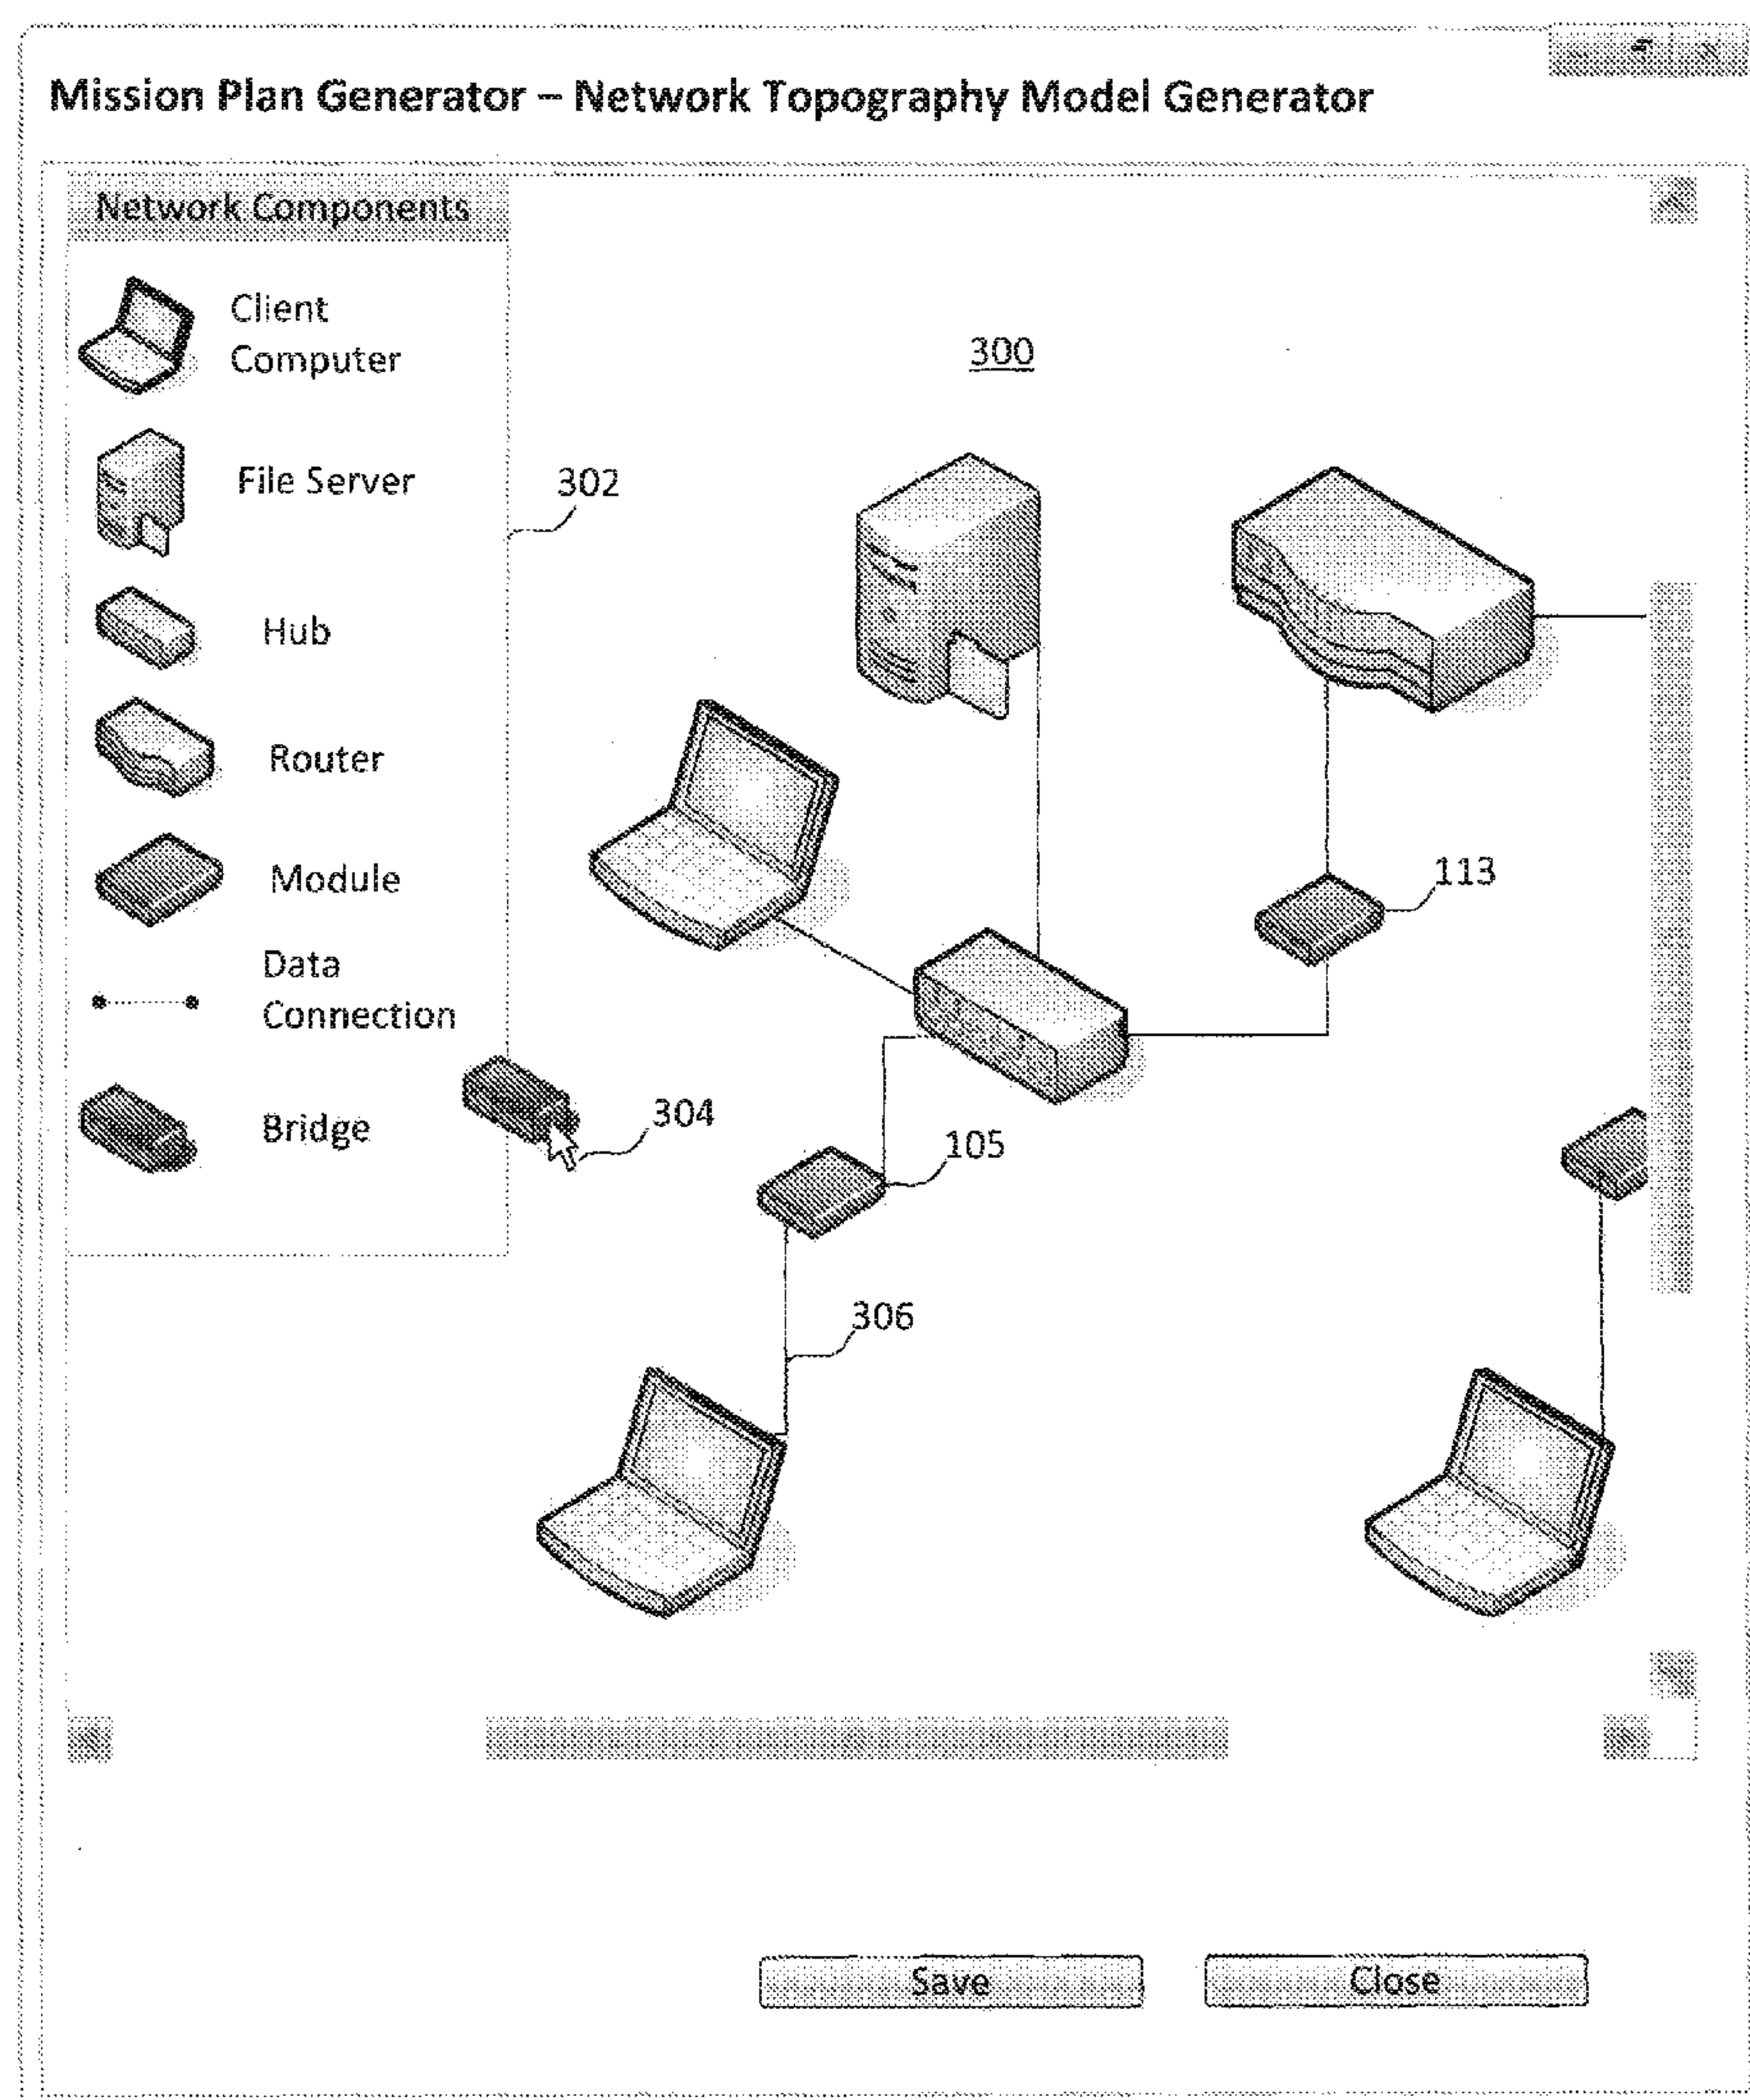 Mission Plan Generator – Network Topography Model Generator
Network Components
Client
Computer
File Server
Hub
Router
Module
Data
Connection
Bridge
300
302
113
304
105
306
Save
Close